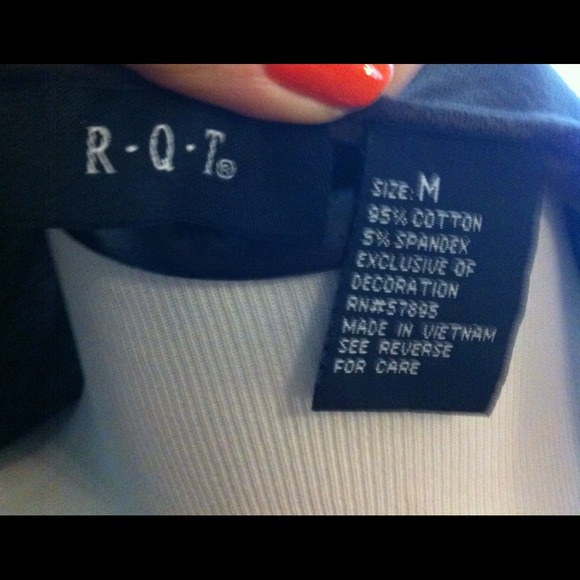 R-Q-T®
SIZE: M
95% COTTON
5% SPANDEX
EXCLUSIVE OF
DECORATION
RN#57895
MADE IN VIETNAM
SEE REVERSE
FOR CARE